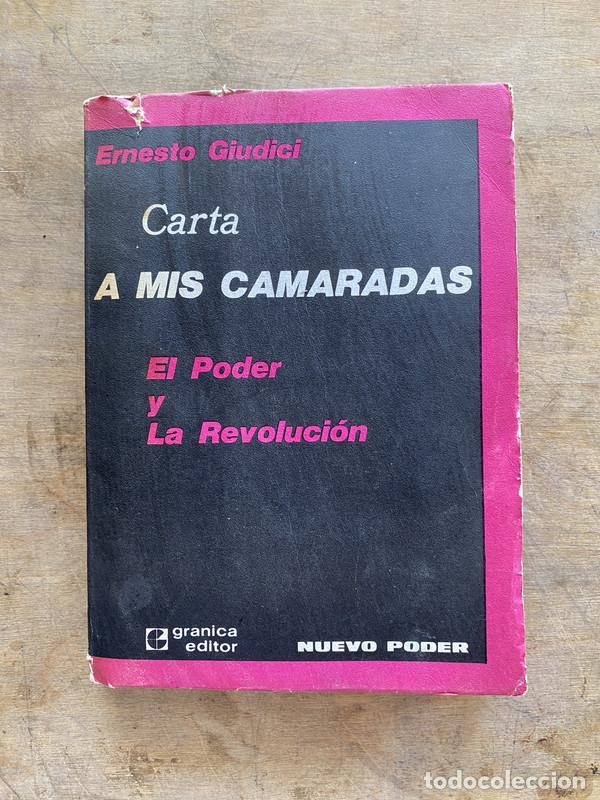 Ernesto Giudici
Carta
A MIS CAMARADAS
El Poder
y
La Revolución
granica
editor
NUEVO PODER
todocoleccion